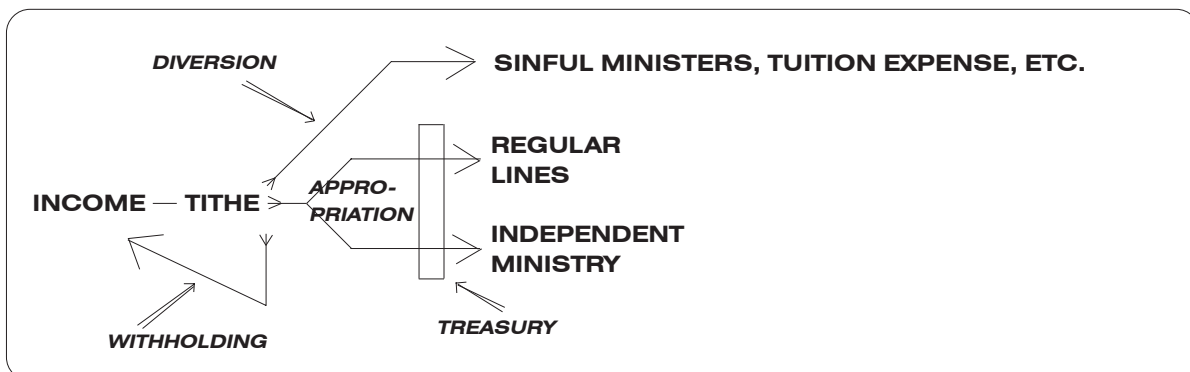 DIVERSION
SINFUL MINISTERS, TUITION EXPENSE, ETC.
REGULAR
LINES
INCOME — TITHE
APPRO-
PRIATION
INDEPENDENT
MINISTRY
WITHHOLDING
TREASURY